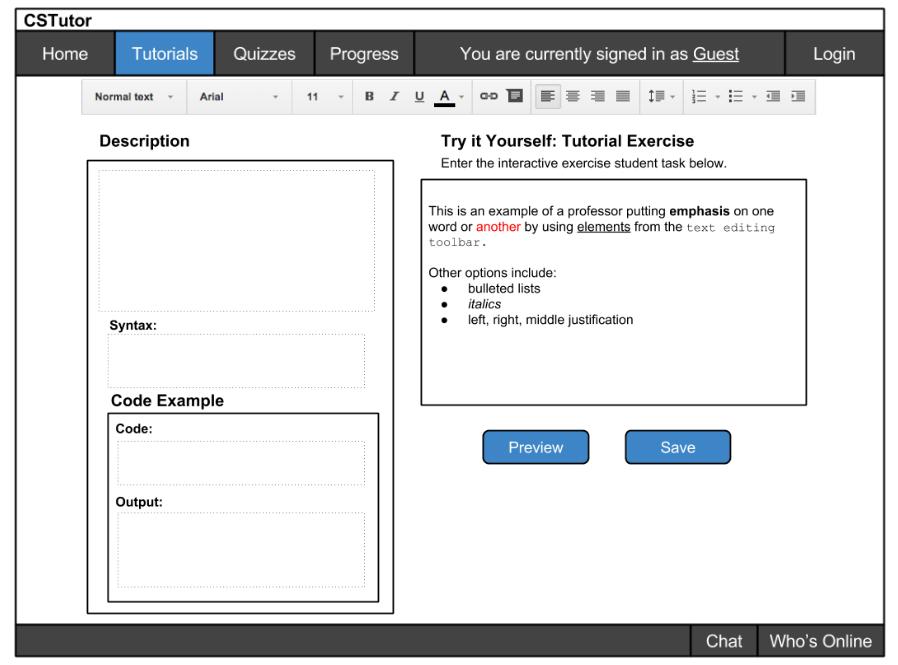 CSTutor
Home Tutorials Quizzes Progress You are currently signed in as Guest Login
Normal text Arial 11 B I U A
Description
Syntax:
Code Example
Code:
Output:
Try it Yourself: Tutorial Exercise
Enter the interactive exercise student task below.
This is an example of a professor putting emphasis on one
word or another by using elements from the text editing
toolbar.
Other options include:
● bulleted lists
● italics
● left, right, middle justification
Preview Save
Chat Who's Online